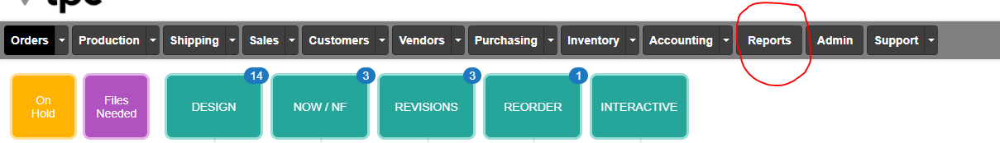 Orders Production Shipping Sales Customers Vendors Purchasing Inventory Accounting Reports Admin Support
14 3 3 1
On Hold
Files Needed
DESIGN NOW / NF REVISIONS REORDER INTERACTIVE